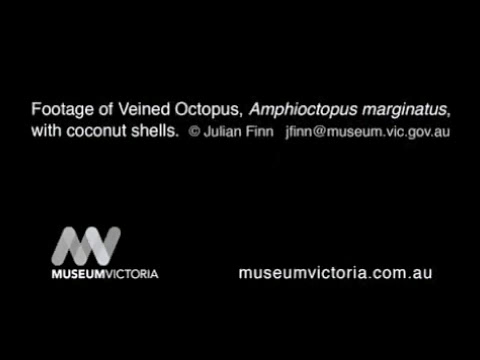 Footage of Veined Octopus, Amphioctopus marginatus,
with coconut shells. © Julian Finn jfinn@museum.vic.gov.au
MUSEUMVICTORIA
museumvictoria.com.au